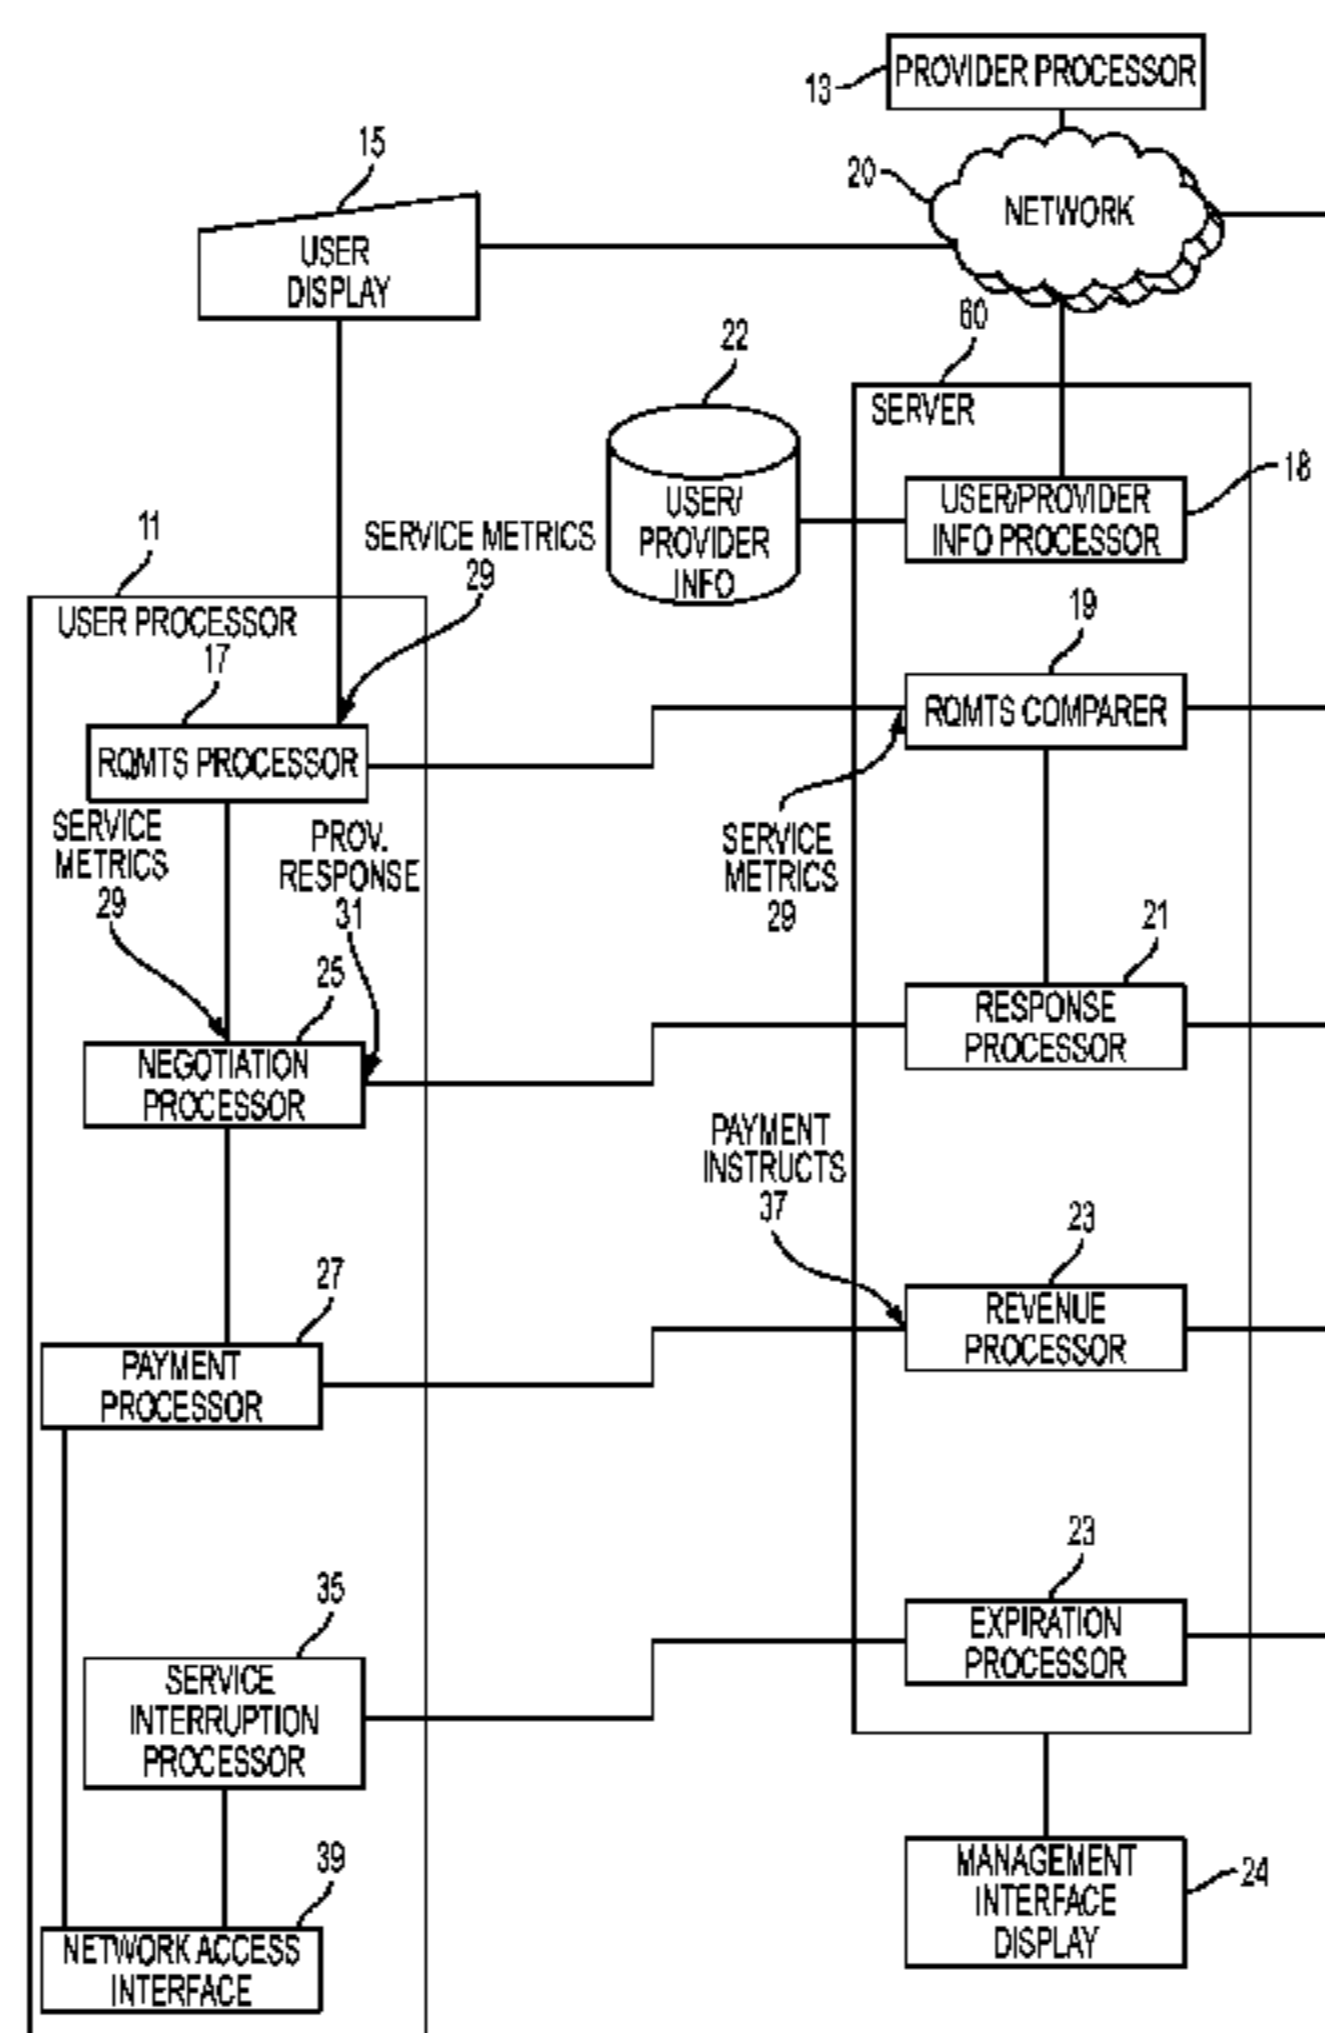 PROVIDER PROCESSOR
13
15
20
NETWORK
USER
DISPLAY
60
22
SERVER
USER/
PROVIDER
INFO
USER/PROVIDER
INFO PROCESSOR
18
11
SERVICE METRICS
29
USER PROCESSOR
17
19
RQMTS COMPARER
RQMTS PROCESSOR
SERVICE
METRICS
29
PROV.
RESPONSE
31
SERVICE
METRICS
29
21
25
RESPONSE
PROCESSOR
NEGOTIATION
PROCESSOR
PAYMENT
INSTRUCTS
37
23
27
REVENUE
PROCESSOR
PAYMENT
PROCESSOR
23
35
EXPIRATION
PROCESSOR
SERVICE
INTERRUPTION
PROCESSOR
39
MANAGEMENT
INTERFACE
DISPLAY
24
NETWORK ACCESS
INTERFACE